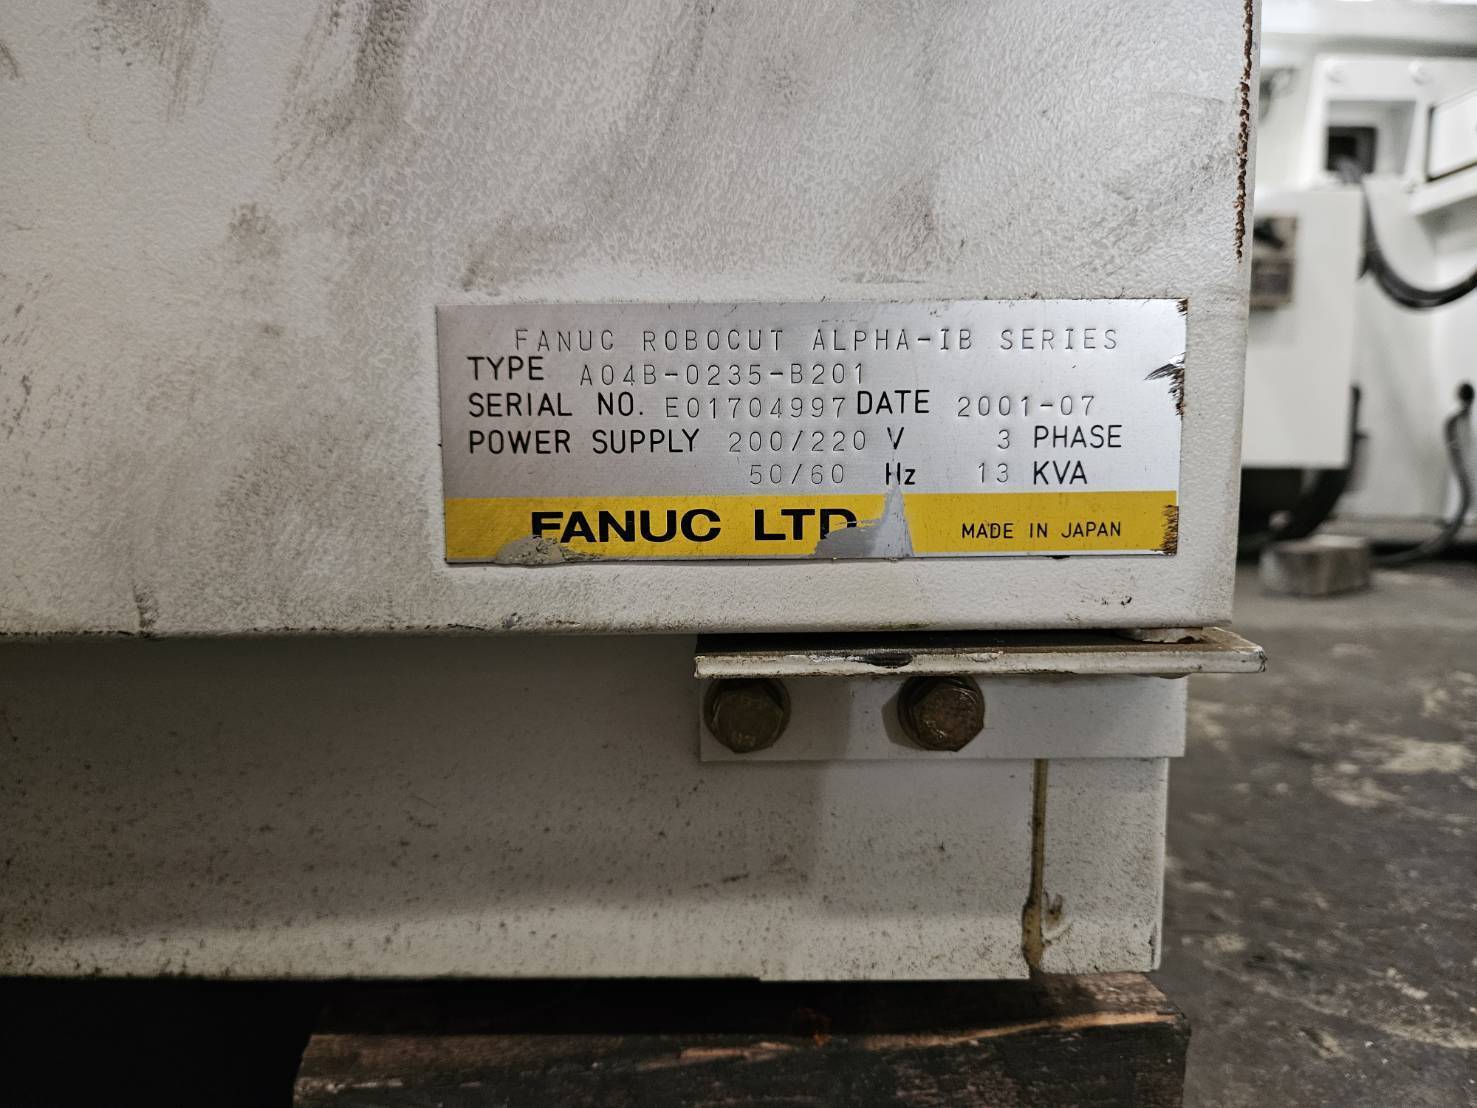 FANUC ROBOCUT ALPHA-IB SERIES
TYPE A04B-0235-B201
SERIAL NO. E01704997 DATE 2001-07
POWER SUPPLY 200/220 V 3 PHASE
50/60 Hz 13 KVA
FANUC LTD MADE IN JAPAN